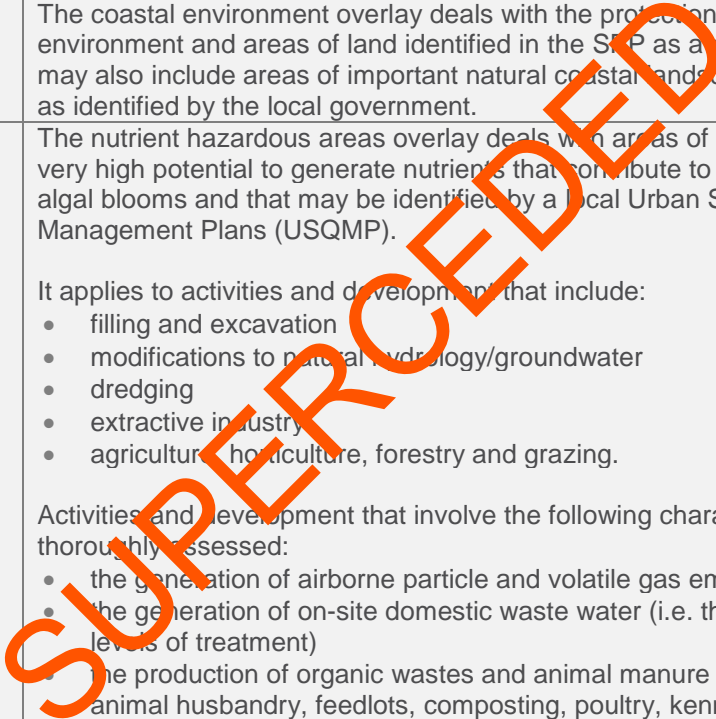 The coastal environment overlay deals with the protection
environment and areas of land identified in the SPP as a
may also include areas of important natural coastal
as identified by the local government.
The nutrient hazardous areas overlay deals with areas of
very high potential to generate nutrients that contribute to
algal blooms and that may be identified by a local Urban S
Management Plans (USQMP).
It applies to activities and development that include:
• filling and excavation
• modifications to natural hydrology/groundwater
• dredging
• extractive industry
• agriculture, horticulture, forestry and grazing.
Activities and development that involve the following chara
thoroughly assessed:
• the generation of airborne particle and volatile gas em
• the generation of on-site domestic waste water (i.e. th
levels of treatment)
• the production of organic wastes and animal manure
animal husbandry, feedlots, composting, poultry, kenn
SUPERCEDED